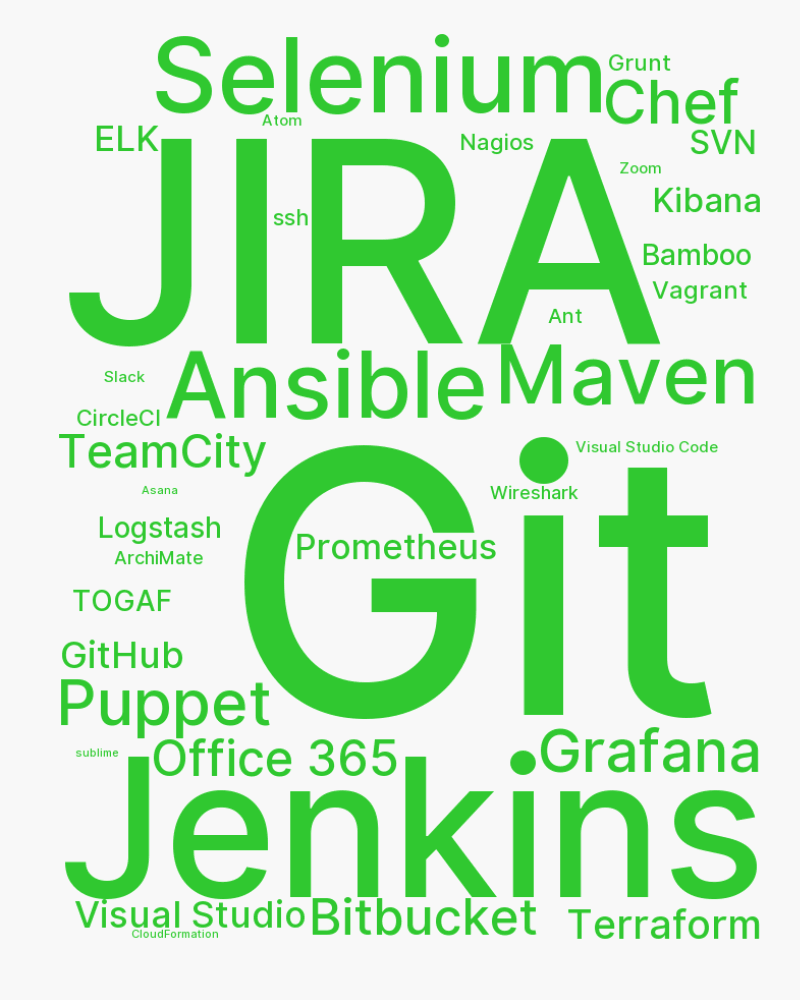 Selenium
Grunt
Chef
Atom
ELK
Nagios
SVN
JIRA
Zoom
Kibana
ssh
Bamboo
Vagrant
Ant
Ansible
Maven
Slack
CircleCI
TeamCity
Visual Studio Code
Git
Asana
Wireshark
Logstash
Prometheus
ArchiMate
TOGAF
GitHub
Puppet
Office 365
Grafana
sublime
Jenkins
Visual Studio
Bitbucket
Terraform
CloudFormation